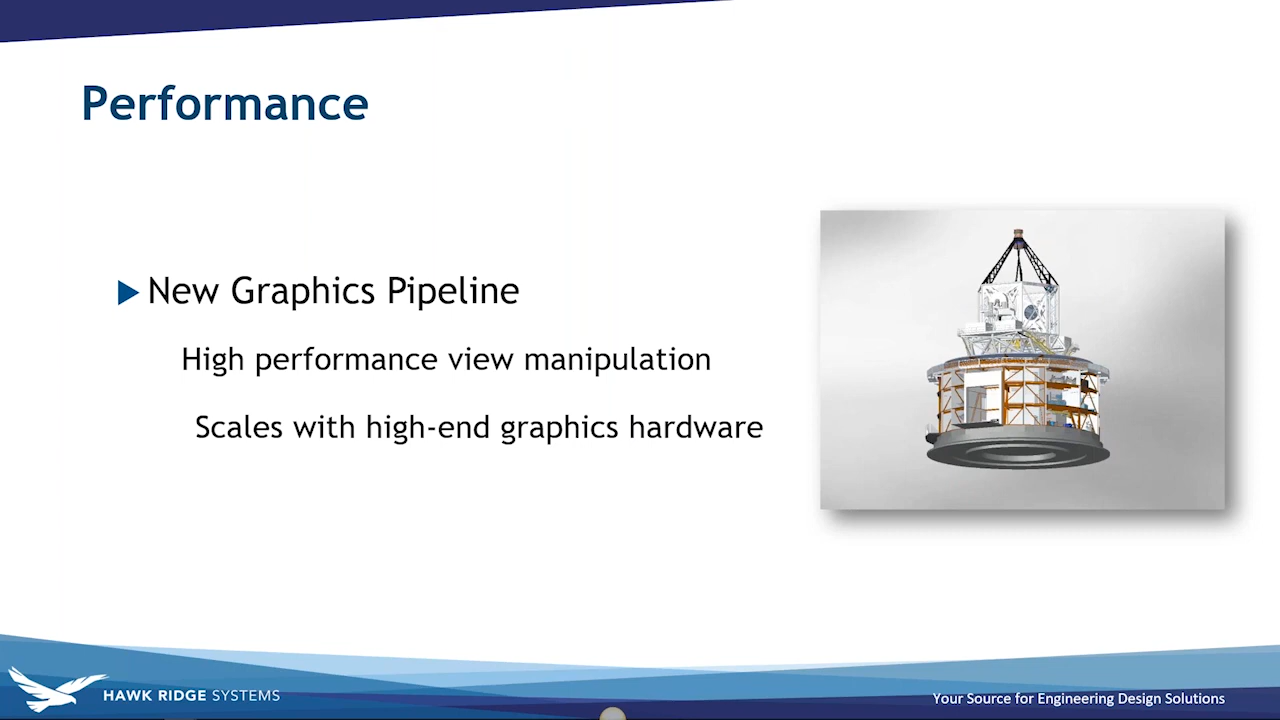 Performance
New Graphics Pipeline
High performance view manipulation
Scales with high-end graphics hardware
HAWK RIDGE SYSTEMS
Your Source for Engineering Design Solutions